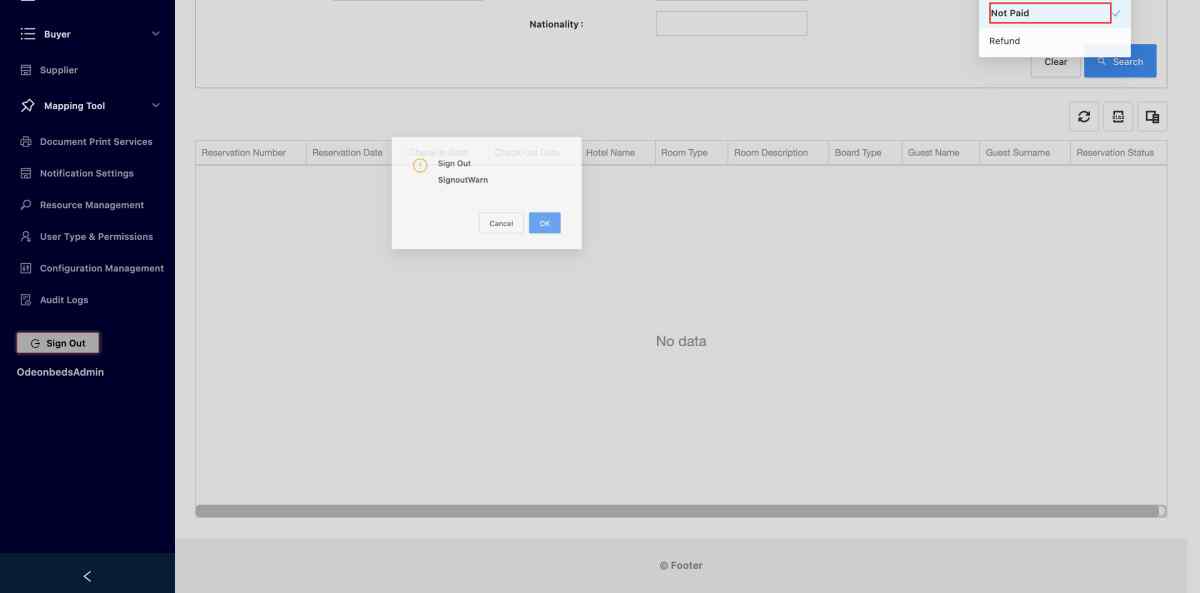 Buyer
Supplier
Mapping Tool
Document Print Services
Notification Settings
Resource Management
User Type & Permissions
Configuration Management
Audit Logs
Sign Out
OdeonbedsAdmin
Nationality :
Not Paid
Refund
Clear
Search
Reservation Number
Reservation Date
Check-in Date
Check-out Date
Hotel Name
Room Type
Room Description
Board Type
Guest Name
Guest Surname
Reservation Status
Sign Out
SignoutWarn
Cancel
OK
No data
© Footer